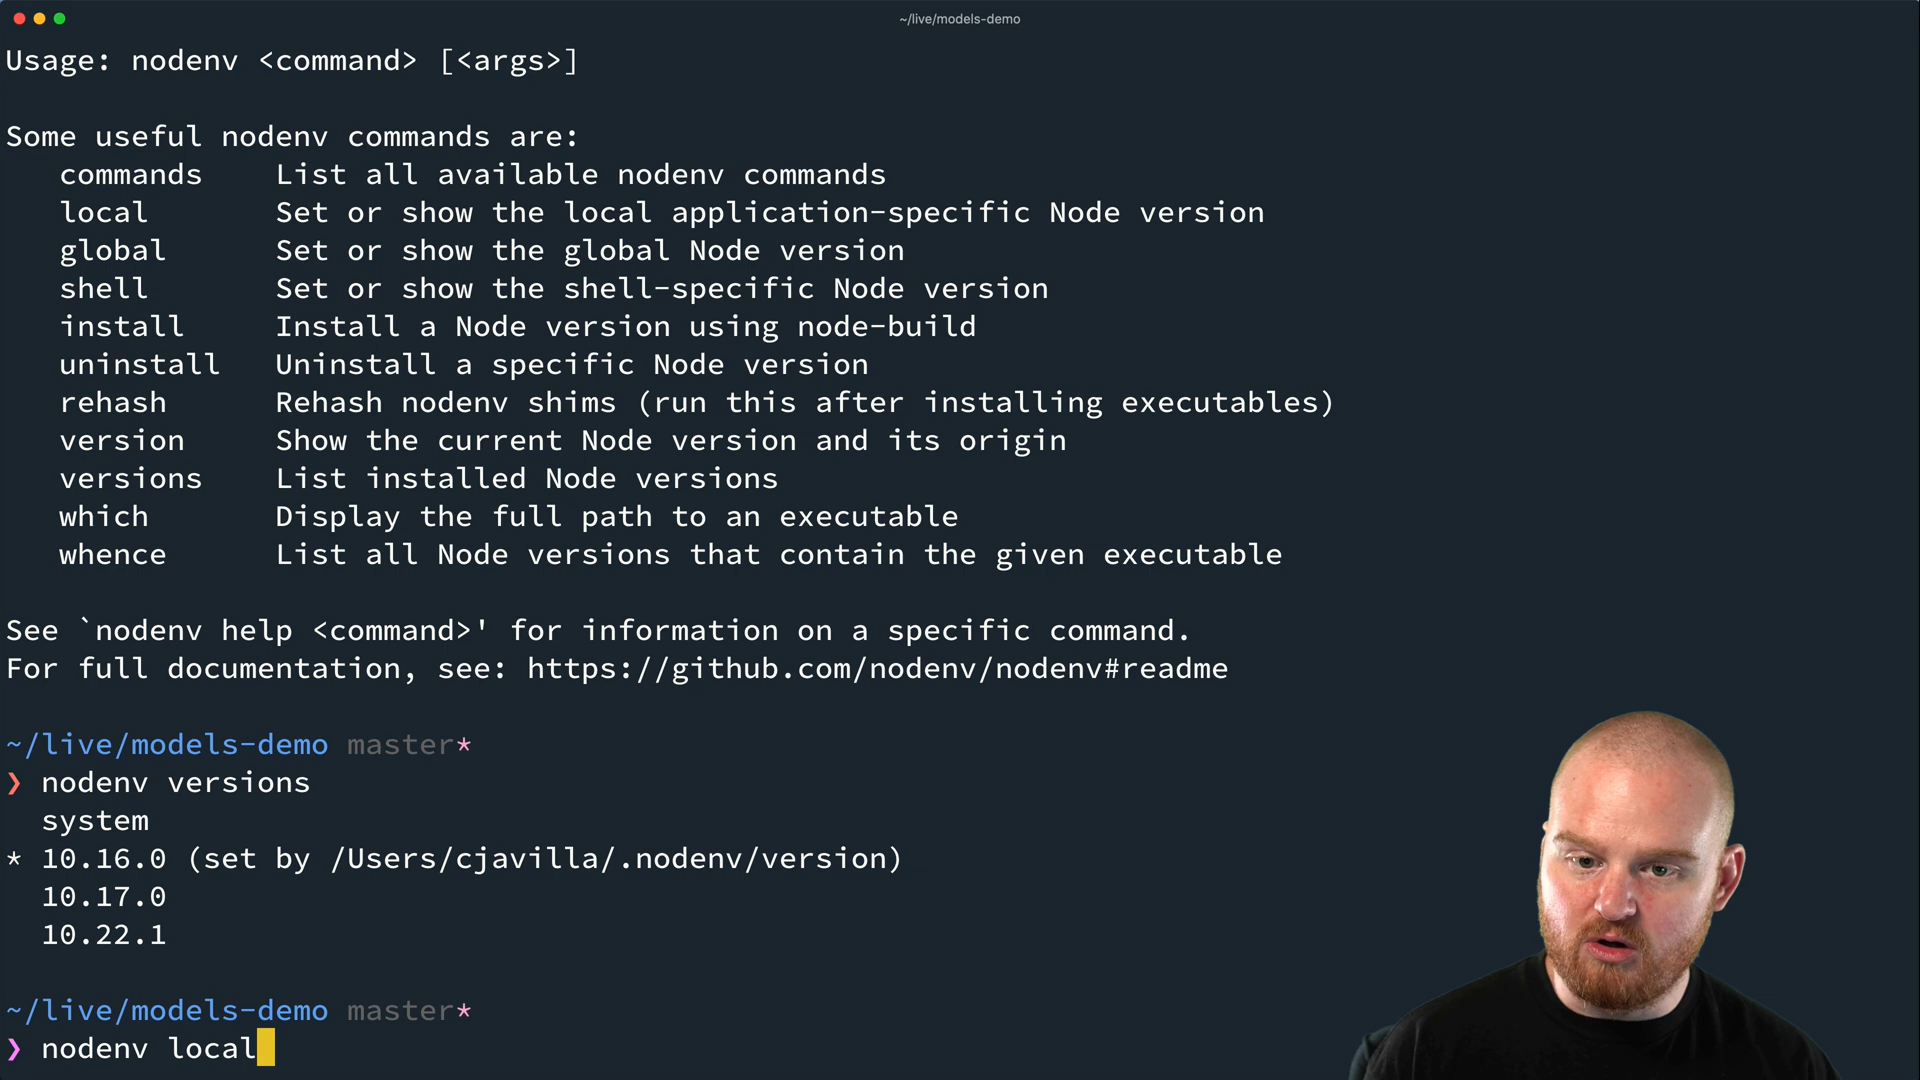 ~/live/models-demo
Usage: nodenv <command> [<args>]
Some useful nodenv commands are:
commands List all available nodenv commands
local Set or show the local application-specific Node version
global Set or show the global Node version
shell Set or show the shell-specific Node version
install Install a Node version using node-build
uninstall Uninstall a specific Node version
rehash Rehash nodenv shims (run this after installing executables)
version Show the current Node version and its origin
versions List installed Node versions
which Display the full path to an executable
whence List all Node versions that contain the given executable
See `nodenv help <command>' for information on a specific command.
For full documentation, see: https://github.com/nodenv/nodenv#readme
~/live/models-demo master*
❯ nodenv versions
system
* 10.16.0 (set by /Users/cjavilla/.nodenv/version)
10.17.0
10.22.1
~/live/models-demo master*
❯ nodenv local